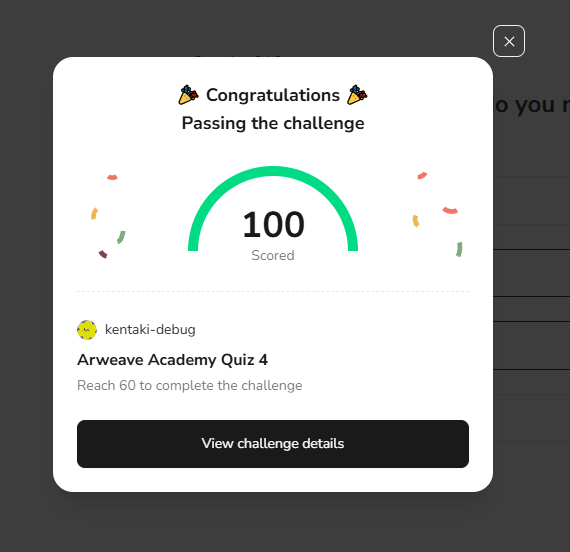 Congratulations
Passing the challenge
100
Scored
kentaki-debug
Arweave Academy Quiz 4
Reach 60 to complete the challenge
View challenge details
o you